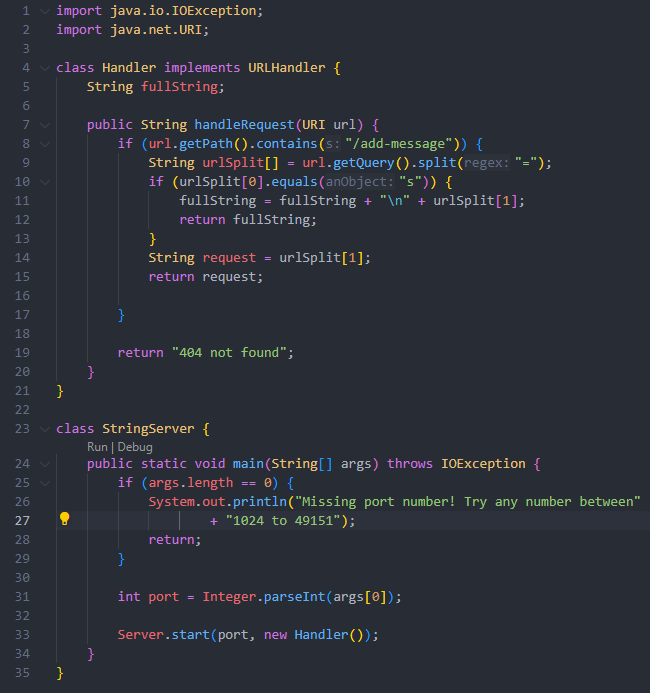 1 import java.io.IOException;
2 import java.net.URI;
3
4 class Handler implements URLHandler {
5     String fullString;
6
7     public String handleRequest(URI url) {
8         if (url.getPath().contains(s: "/add-message")) {
9             String urlSplit[] = url.getQuery().split(regex: "=");
10             if (urlSplit[0].equals(anObject: "s")) {
11                 fullString = fullString + "\n" + urlSplit[1];
12                 return fullString;
13             }
14             String request = urlSplit[1];
15             return request;
16
17         }
18
19         return "404 not found";
20     }
21 }
22
23 class StringServer {
Run | Debug
24     public static void main(String[] args) throws IOException {
25         if (args.length == 0) {
26             System.out.println("Missing port number! Try any number between"
27                     + "1024 to 49151");
28             return;
29         }
30
31         int port = Integer.parseInt(args[0]);
32
33         Server.start(port, new Handler());
34     }
35 }